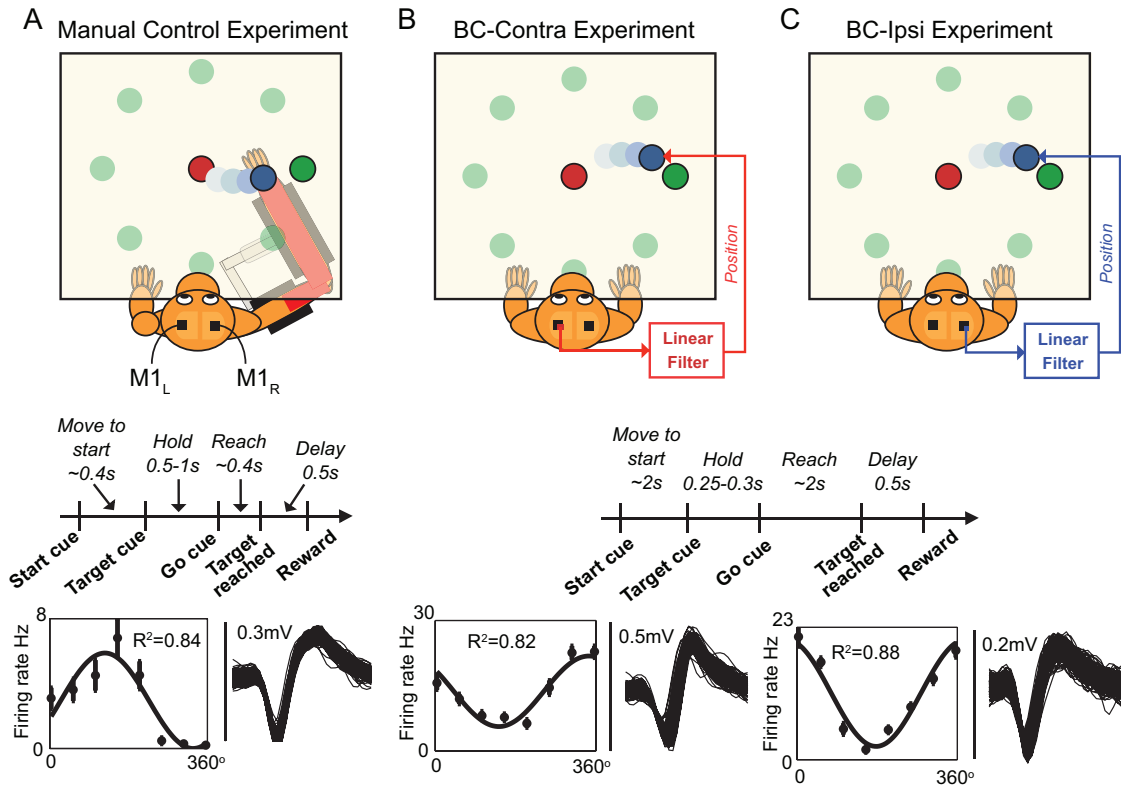 A
Manual Control Experiment
M1L
M1R
B
BC-Contra Experiment
Position
Linear
Filter
C
BC-Ipsi Experiment
Position
Linear
Filter
Move to
start
~0.4s
Hold
0.5-1s
Reach
~0.4s
Delay
0.5s
Start cue
Target cue
Go cue
Target
reached
Reward
Move to
start
~2s
Hold
0.25-0.3s
Reach
~2s
Delay
0.5s
Start cue
Target cue
Go cue
Target
reached
Reward
Firing rate Hz
8
0
R²=0.84
0
360º
0.3mV
Firing rate Hz
30
0
R²=0.82
0
360º
0.5mV
Firing rate Hz
23
0
R²=0.88
0
360º
0.2mV